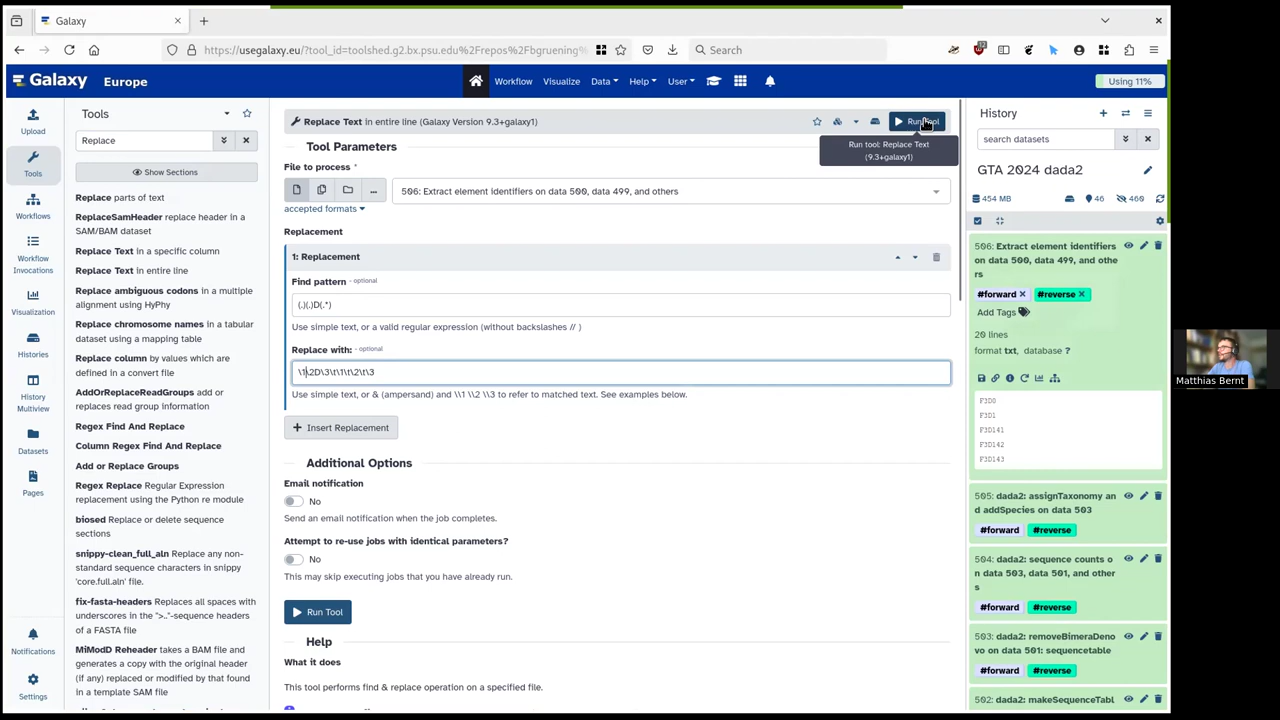 Galaxy
https://usegalaxy.eu/?tool_id=toolshed.g2.bx.psu.edu%2Frepos%2Fbgruening%
Search
Galaxy Europe
Workflow Visualize Data Help User
Using 11%
Upload
Tools
Workflows
Workflow
Invocations
Visualization
Histories
History
Multiview
Datasets
Pages
Notifications
Settings
Tools
Replace
Show Sections
Replace parts of text
ReplaceSamHeader replace header in a
SAM/BAM dataset
Replace Text in a specific column
Replace Text in entire line
Replace ambiguous codons in a multiple
alignment using HyPhy
Replace chromosome names in a tabular
dataset using a mapping table
Replace column by values which are
defined in a convert file
AddOrReplaceReadGroups add or
replaces read group information
Regex Find And Replace
Column Regex Find And Replace
Add or Replace Groups
Regex Replace Regular Expression
replacement using the Python re module
biosed Replace or delete sequence
sections
snippy-clean_full_aln Replace any non-
standard sequence characters in snippy
'core.full.aln' file.
fix-fasta-headers Replaces all spaces with
underscores in the ">.."-sequence headers
of a FASTA file
MiModD Reheader takes a BAM file and
generates a copy with the original header
(if any) replaced or modified by that found
in a template SAM file
Replace Text in entire line (Galaxy Version 9.3+galaxy1)
Run Tool
Run tool: Replace Text
(9.3+galaxy1)
Tool Parameters
File to process *
506: Extract element identifiers on data 500, data 499, and others
accepted formats
Replacement
1: Replacement
Find pattern - optional
(.)(.)D(.*)
Use simple text, or a valid regular expression (without backslashes // )
Replace with: - optional
\1\2D\3\t\1\t\2\t\3
Use simple text, or & (ampersand) and \\1 \\2 \\3 to refer to matched text. See examples below.
Insert Replacement
Additional Options
Email notification
No
Send an email notification when the job completes.
Attempt to re-use jobs with identical parameters?
No
This may skip executing jobs that you have already run.
Run Tool
Help
What it does
This tool performs find & replace operation on a specified file.
History
search datasets
GTA 2024 dada2
454 MB 46 460
506: Extract element identifiers
on data 500, data 499, and othe
rs
#forward #reverse
Add Tags
20 lines
format txt, database ?
F3D0
F3D1
F3D141
F3D142
F3D143
505: dada2: assignTaxonomy an
d addSpecies on data 503
#forward #reverse
504: dada2: sequence counts o
n data 503, data 501, and other
s
#forward #reverse
503: dada2: removeBimeraDeno
vo on data 501: sequencetable
#forward #reverse
502: dada2: makeSequenceTabl
Matthias Bernt